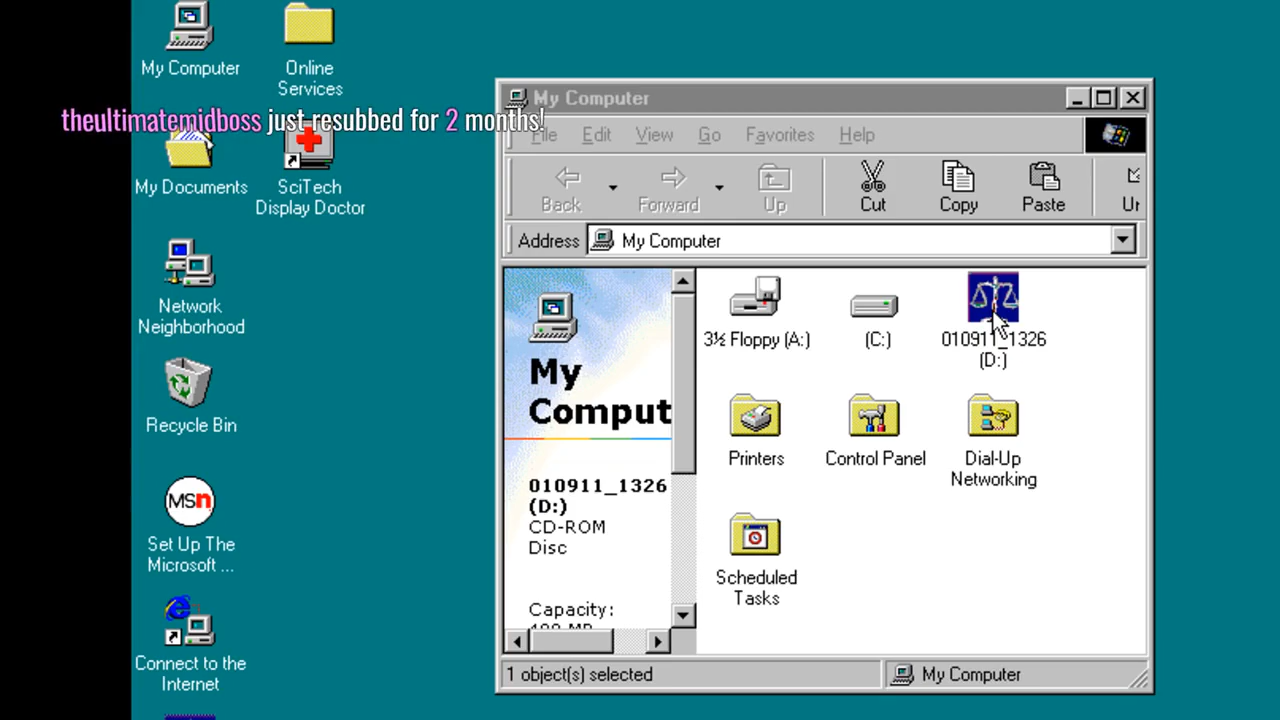 My Computer
Online
Services
theultimatemidboss just resubbed for 2 months!
My Documents
SciTech
Display Doctor
Network
Neighborhood
Recycle Bin
MSn
Set Up The
Microsoft ...
Connect to the
Internet
My Computer
File Edit View Go Favorites Help
Back Forward Up Cut Copy Paste Ur
Address My Computer
My
Comput
010911_1326
(D:)
CD-ROM
Disc
Capacity:
3½ Floppy (A:)
(C:)
010911_1326
(D:)
Printers
Control Panel
Dial-Up
Networking
Scheduled
Tasks
1 object(s) selected
My Computer